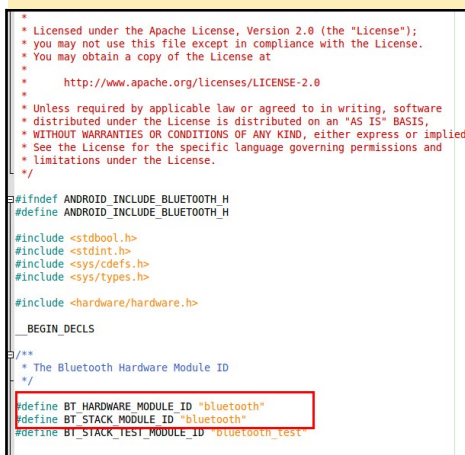 *
* Licensed under the Apache License, Version 2.0 (the "License");
* you may not use this file except in compliance with the License.
* You may obtain a copy of the License at
*
*      http://www.apache.org/licenses/LICENSE-2.0
*
* Unless required by applicable law or agreed to in writing, software
* distributed under the License is distributed on an "AS IS" BASIS,
* WITHOUT WARRANTIES OR CONDITIONS OF ANY KIND, either express or implied
* See the License for the specific language governing permissions and
* limitations under the License.
*/
#ifndef ANDROID_INCLUDE_BLUETOOTH_H
#define ANDROID_INCLUDE_BLUETOOTH_H
#include <stdbool.h>
#include <stdint.h>
#include <sys/cdefs.h>
#include <sys/types.h>
#include <hardware/hardware.h>
__BEGIN_DECLS
/**
* The Bluetooth Hardware Module ID
*/
#define BT_HARDWARE_MODULE_ID "bluetooth"
#define BT_STACK_MODULE_ID "bluetooth"
#define BT_STACK_TEST_MODULE_ID "bluetooth_test"